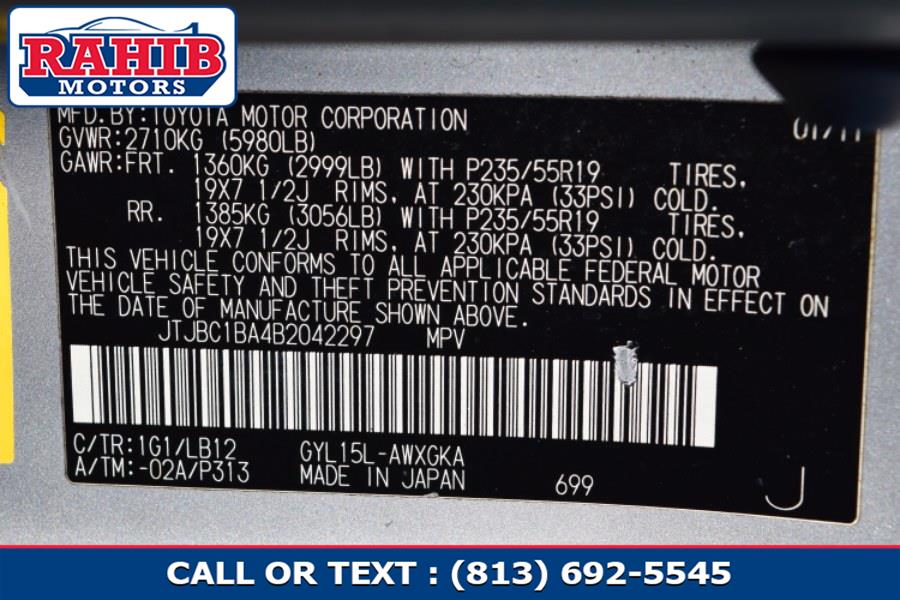 RAHIB
MOTORS
MFD.BY:TOYOTA MOTOR CORPORATION 01/11
GVWR:2710KG (5980LB)
GAWR:FRT. 1360KG (2999LB) WITH P235/55R19 TIRES,
19X7 1/2J RIMS, AT 230KPA (33PSI) COLD.
RR. 1385KG (3056LB) WITH P235/55R19 TIRES,
19X7 1/2J RIMS, AT 230KPA (33PSI) COLD.
THIS VEHICLE CONFORMS TO ALL APPLICABLE FEDERAL MOTOR
VEHICLE SAFETY AND THEFT PREVENTION STANDARDS IN EFFECT ON
THE DATE OF MANUFACTURE SHOWN ABOVE.
JTJBC1BA4B2042297 MPV
C/TR:1G1/LB12 GYL15L-AWXGKA
A/TM:-02A/P313 MADE IN JAPAN 699 J
CALL OR TEXT : (813) 692-5545